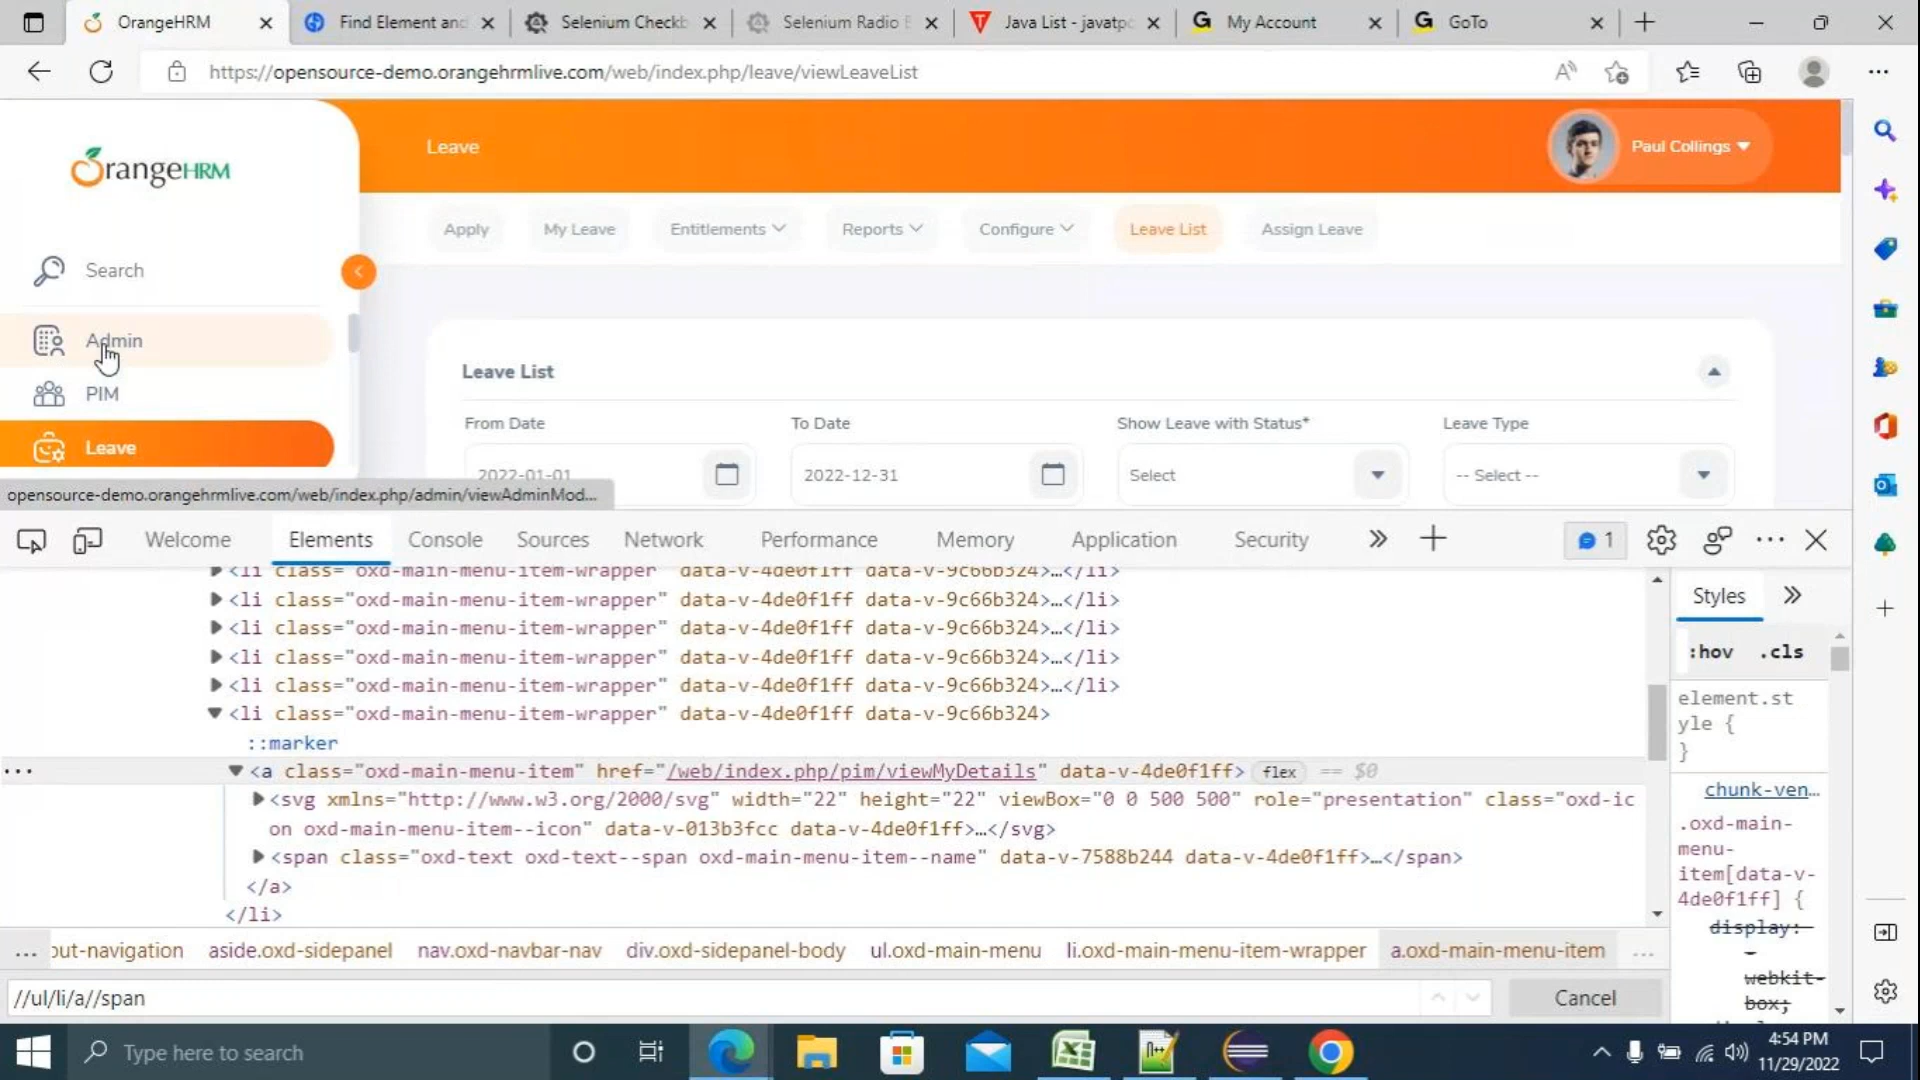 OrangeHRM
Find Element and
Selenium Checkb
Selenium Radio B
Java List - javatpo
My Account
GoTo
https://opensource-demo.orangehrmlive.com/web/index.php/leave/viewLeaveList
OrangeHRM
Leave
Paul Collings
Apply
My Leave
Entitlements
Reports
Configure
Leave List
Assign Leave
Search
Admin
PIM
Leave
Leave List
From Date
To Date
Show Leave with Status*
Leave Type
2022-01-01
2022-12-31
Select
-- Select --
opensource-demo.orangehrmlive.com/web/index.php/admin/viewAdminMod...
Welcome
Elements
Console
Sources
Network
Performance
Memory
Application
Security
1
<li class="oxd-main-menu-item-wrapper" data-v-4de0f1ff data-v-9c66b324>…</li>
<li class="oxd-main-menu-item-wrapper" data-v-4de0f1ff data-v-9c66b324>…</li>
<li class="oxd-main-menu-item-wrapper" data-v-4de0f1ff data-v-9c66b324>…</li>
<li class="oxd-main-menu-item-wrapper" data-v-4de0f1ff data-v-9c66b324>…</li>
<li class="oxd-main-menu-item-wrapper" data-v-4de0f1ff data-v-9c66b324>…</li>
<li class="oxd-main-menu-item-wrapper" data-v-4de0f1ff data-v-9c66b324>
::marker
<a class="oxd-main-menu-item" href="/web/index.php/pim/viewMyDetails" data-v-4de0f1ff> flex == $0
<svg xmlns="http://www.w3.org/2000/svg" width="22" height="22" viewBox="0 0 500 500" role="presentation" class="oxd-ic
on oxd-main-menu-item--icon" data-v-013b3fcc data-v-4de0f1ff>…</svg>
<span class="oxd-text oxd-text--span oxd-main-menu-item--name" data-v-7588b244 data-v-4de0f1ff>…</span>
</a>
</li>
Styles
:hov .cls
element.st
yle {
}
chunk-ven…
.oxd-main-
menu-
item[data-v-
4de0f1ff] {
display:
-
webkit-
box;
... out-navigation aside.oxd-sidepanel nav.oxd-navbar-nav div.oxd-sidepanel-body ul.oxd-main-menu li.oxd-main-menu-item-wrapper a.oxd-main-menu-item ...
//ul/li/a//span
Cancel
Type here to search
4:54 PM
11/29/2022